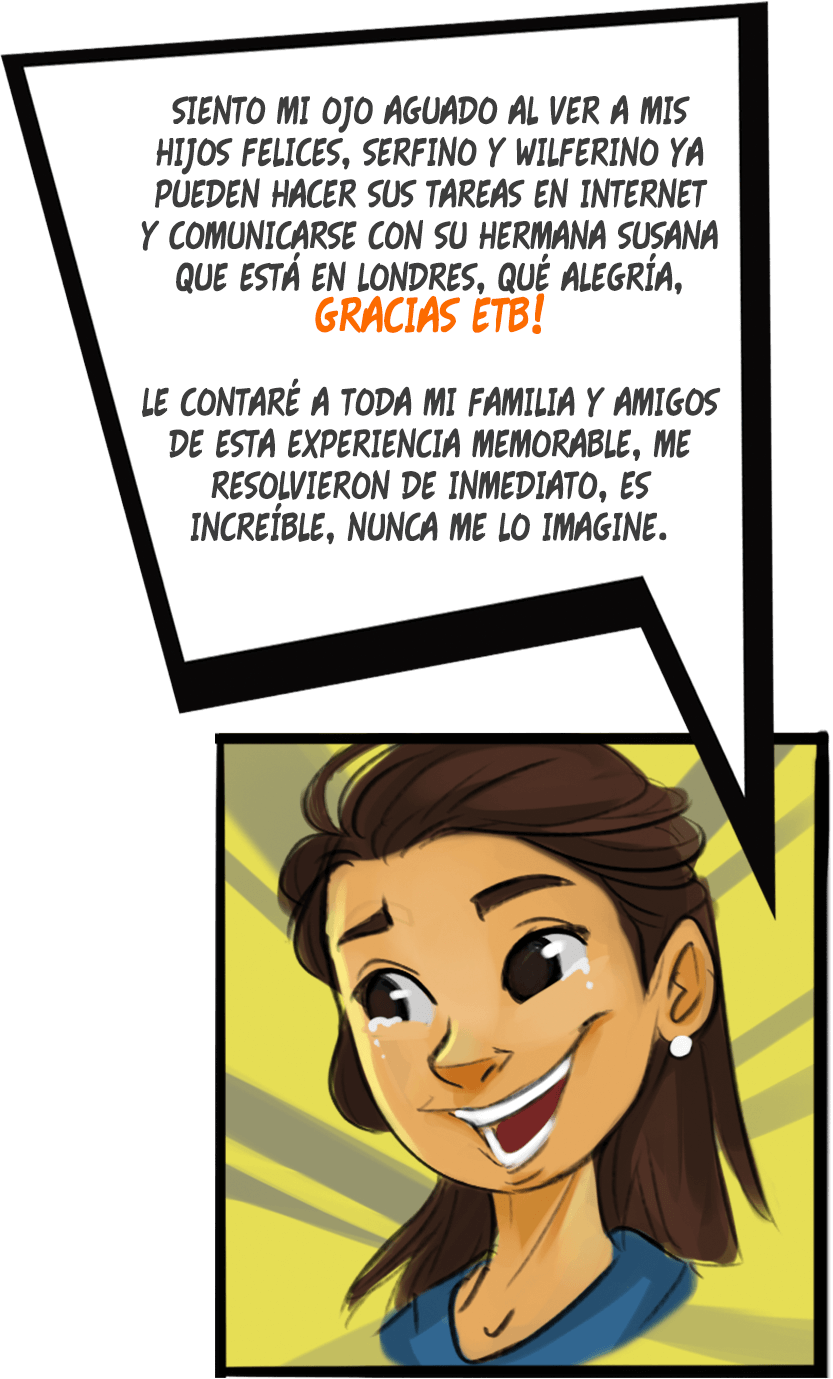 SIENTO MI OJO AGUADO AL VER A MIS
HIJOS FELICES, SERFINO Y WILFERINO YA
PUEDEN HACER SUS TAREAS EN INTERNET
Y COMUNICARSE CON SU HERMANA SUSANA
QUE ESTÁ EN LONDRES, QUÉ ALEGRÍA,
GRACIAS ETB!
LE CONTARÉ A TODA MI FAMILIA Y AMIGOS
DE ESTA EXPERIENCIA MEMORABLE, ME
RESOLVIERON DE INMEDIATO, ES
INCREÍBLE, NUNCA ME LO IMAGINE.